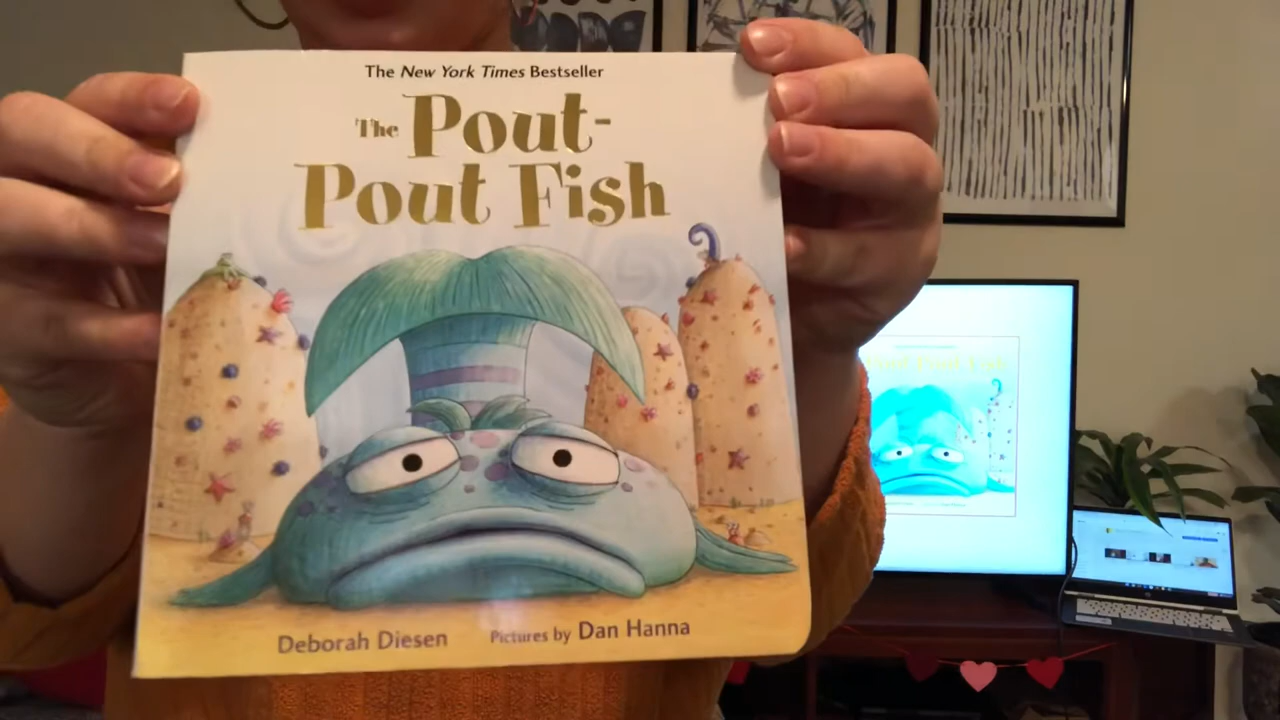 The New York Times Bestseller
The Pout-
Pout Fish
Deborah Diesen Pictures by Dan Hanna